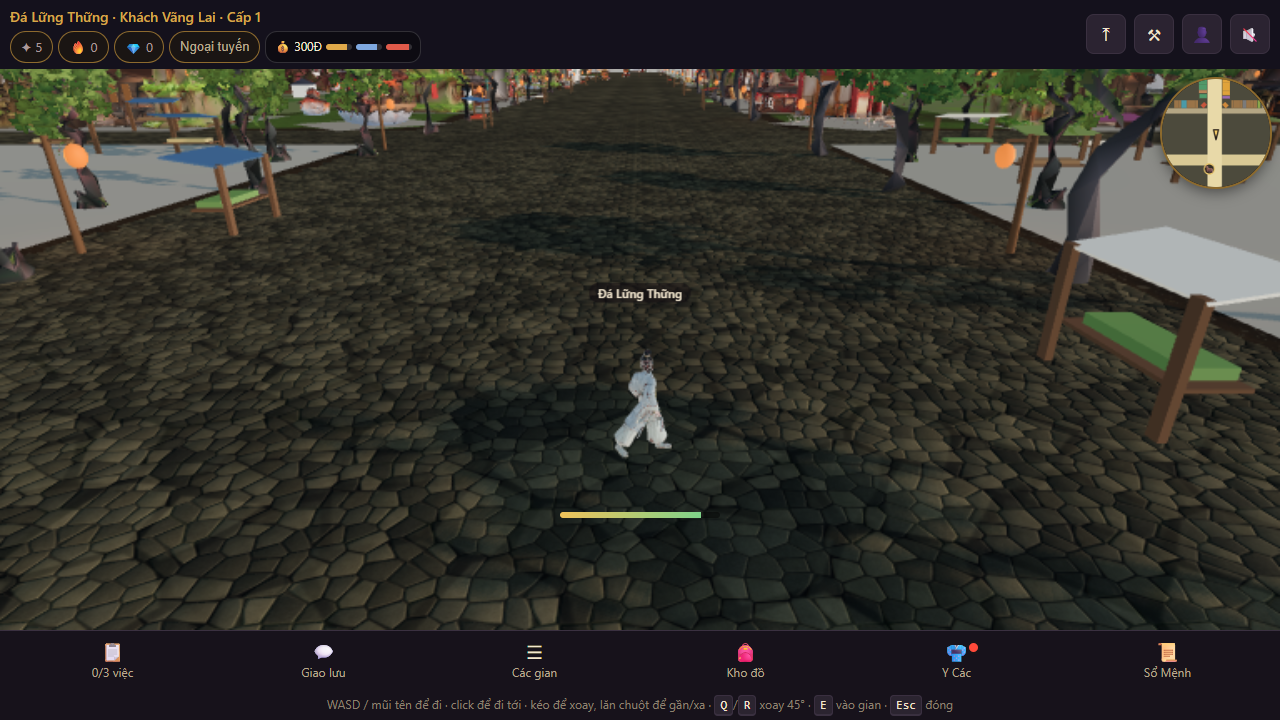 Đá Lững Thững · Khách Vãng Lai · Cấp 1
5
0
0
Ngoại tuyến
300Đ
Đá Lững Thững
0/3 việc
Giao lưu
Các gian
Kho đồ
Y Các
Sổ Mệnh
WASD / mũi tên để đi · click để đi tới · kéo để xoay, lăn chuột để gần/xa · Q / R xoay 45° · E vào gian · Esc đóng